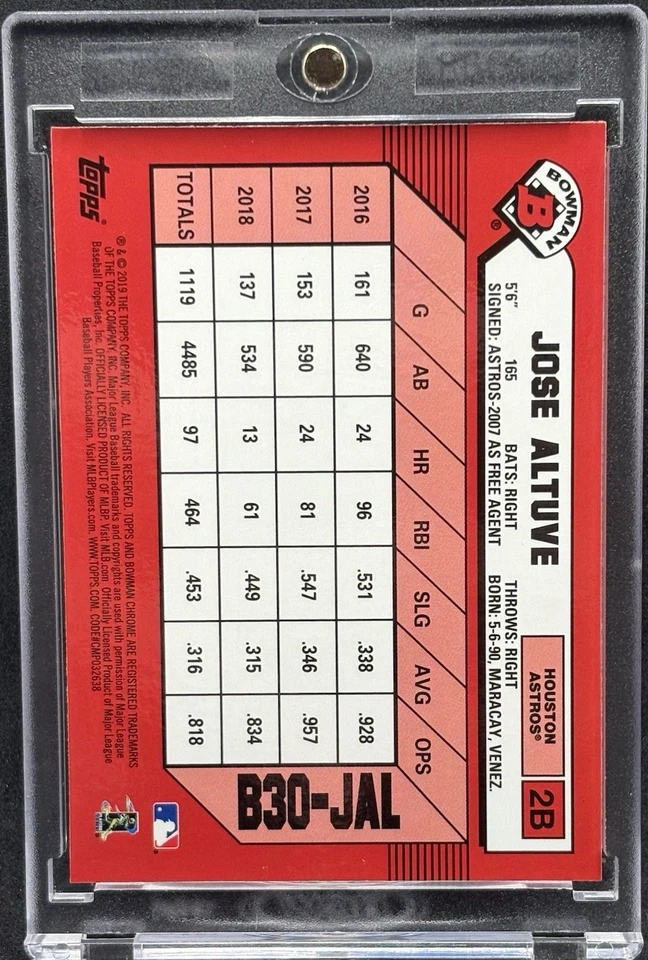 BOWMAN
B
®
JOSE ALTUVE
HOUSTON
ASTROS®
2B
5'6" 165 BATS: RIGHT THROWS: RIGHT
SIGNED: ASTROS-2007 AS FREE AGENT BORN: 5-6-90, MARACAY, VENEZ.
G AB HR RBI SLG AVG OPS
2016 161 640 24 96 .531 .338 .928
2017 153 590 24 81 .547 .346 .957
2018 137 534 13 61 .449 .315 .834
TOTALS 1119 4485 97 464 .453 .316 .818
B30-JAL
topps®
® & © 2019 THE TOPPS COMPANY, INC. ALL RIGHTS RESERVED. TOPPS AND BOWMAN CHROME ARE REGISTERED TRADEMARKS
OF THE TOPPS COMPANY, INC. Major League Baseball trademarks and copyrights are used with permission of Major League
Baseball Properties, Inc. OFFICIALLY LICENSED PRODUCT OF MLBP. Visit MLB.com. Officially Licensed Product of Major League
Baseball Players Association. Visit MLBPlayers.com. WWW.TOPPS.COM. CODE#CMP032638